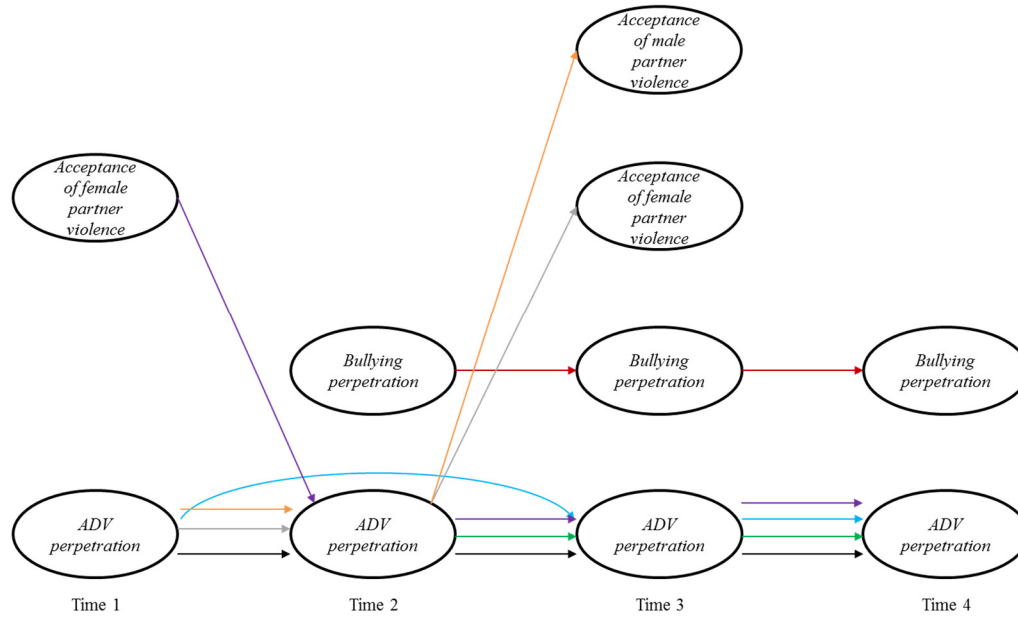 Acceptance
of male
partner
violence
Acceptance
of female
partner
violence
Acceptance
of female
partner
violence
Bullying
perpetration
Bullying
perpetration
Bullying
perpetration
ADV
perpetration
ADV
perpetration
ADV
perpetration
ADV
perpetration
Time 1
Time 2
Time 3
Time 4